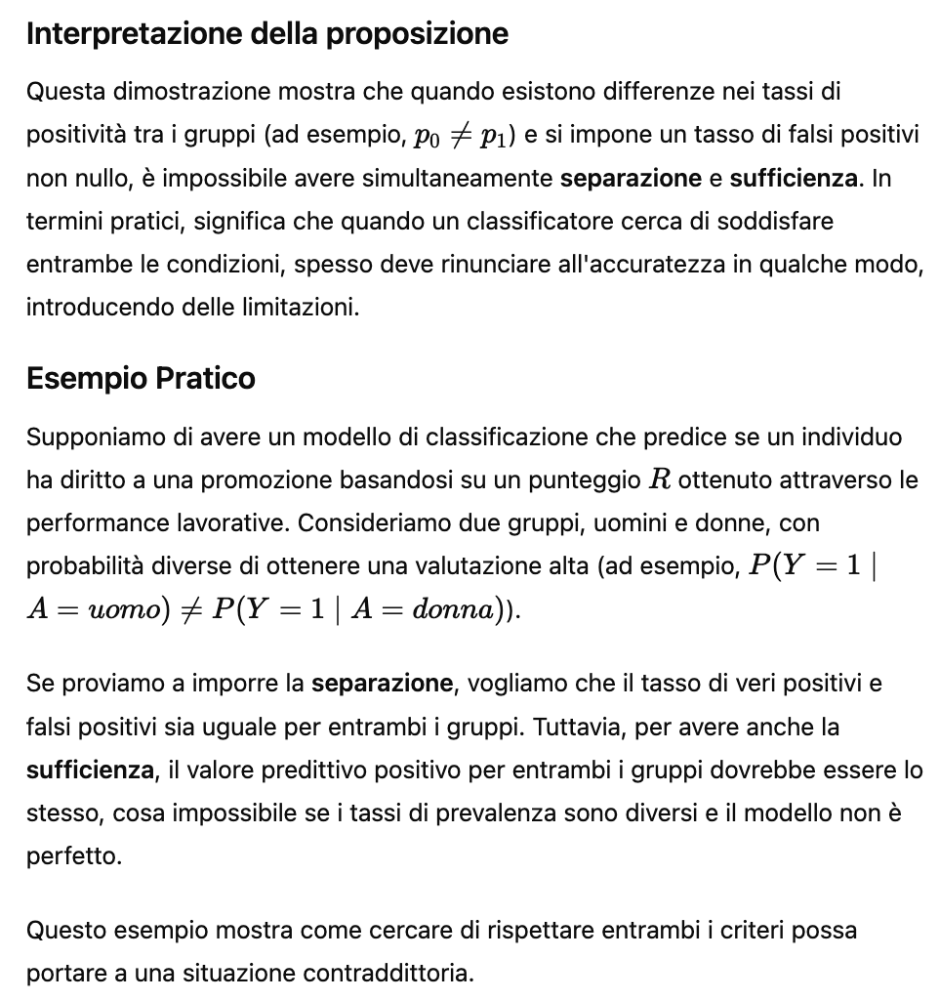 Interpretazione della proposizione
Questa dimostrazione mostra che quando esistono differenze nei tassi di
positività tra i gruppi (ad esempio, p₀ ≠ p₁) e si impone un tasso di falsi positivi
non nullo, è impossibile avere simultaneamente separazione e sufficienza. In
termini pratici, significa che quando un classificatore cerca di soddisfare
entrambe le condizioni, spesso deve rinunciare all'accuratezza in qualche modo,
introducendo delle limitazioni.
Esempio Pratico
Supponiamo di avere un modello di classificazione che predice se un individuo
ha diritto a una promozione basandosi su un punteggio R ottenuto attraverso le
performance lavorative. Consideriamo due gruppi, uomini e donne, con
probabilità diverse di ottenere una valutazione alta (ad esempio, P(Y = 1 |
A = uomo) ≠ P(Y = 1 | A = donna)).
Se proviamo a imporre la separazione, vogliamo che il tasso di veri positivi e
falsi positivi sia uguale per entrambi i gruppi. Tuttavia, per avere anche la
sufficienza, il valore predittivo positivo per entrambi i gruppi dovrebbe essere lo
stesso, cosa impossibile se i tassi di prevalenza sono diversi e il modello non è
perfetto.
Questo esempio mostra come cercare di rispettare entrambi i criteri possa
portare a una situazione contraddittoria.